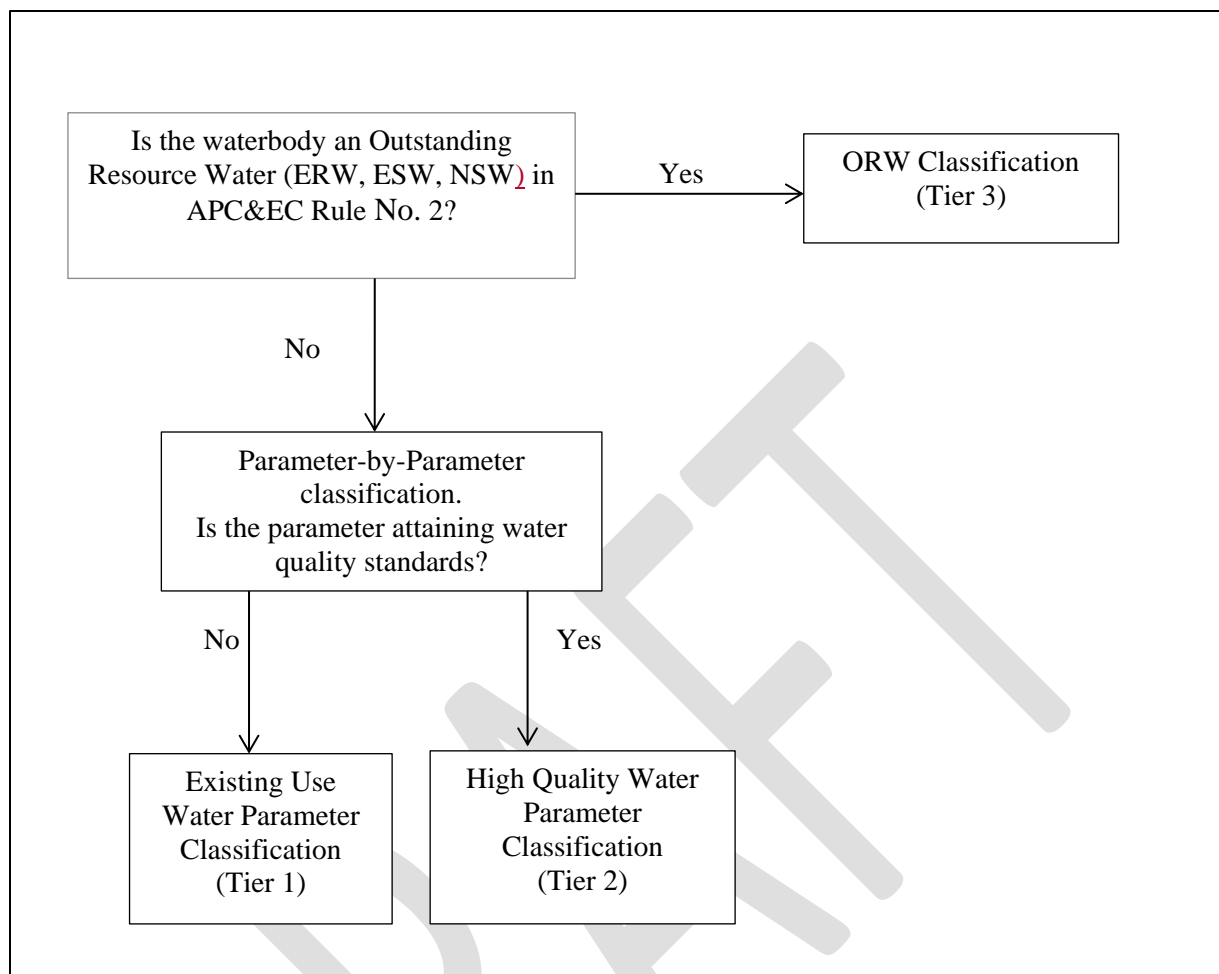 Is the waterbody an Outstanding
Resource Water (ERW, ESW, NSW) in
APC&EC Rule No. 2?
Yes
ORW Classification
(Tier 3)
No
Parameter-by-Parameter
classification.
Is the parameter attaining water
quality standards?
No
Yes
Existing Use
Water Parameter
Classification
(Tier 1)
High Quality Water
Parameter
Classification
(Tier 2)
DRAFT